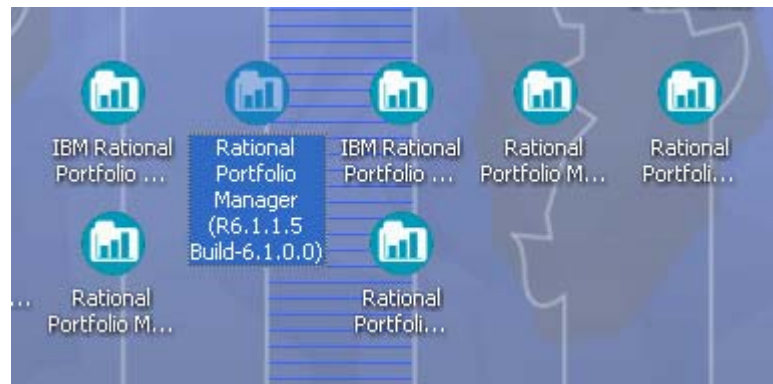 IBM Rational
Portfolio ...
Rational
Portfolio
Manager
(R6.1.1.5
Build-6.1.0.0)
IBM Rational
Portfolio ...
Rational
Portfolio M...
Rational
Portfoli...
...
Rational
Portfolio M...
Rational
Portfoli...